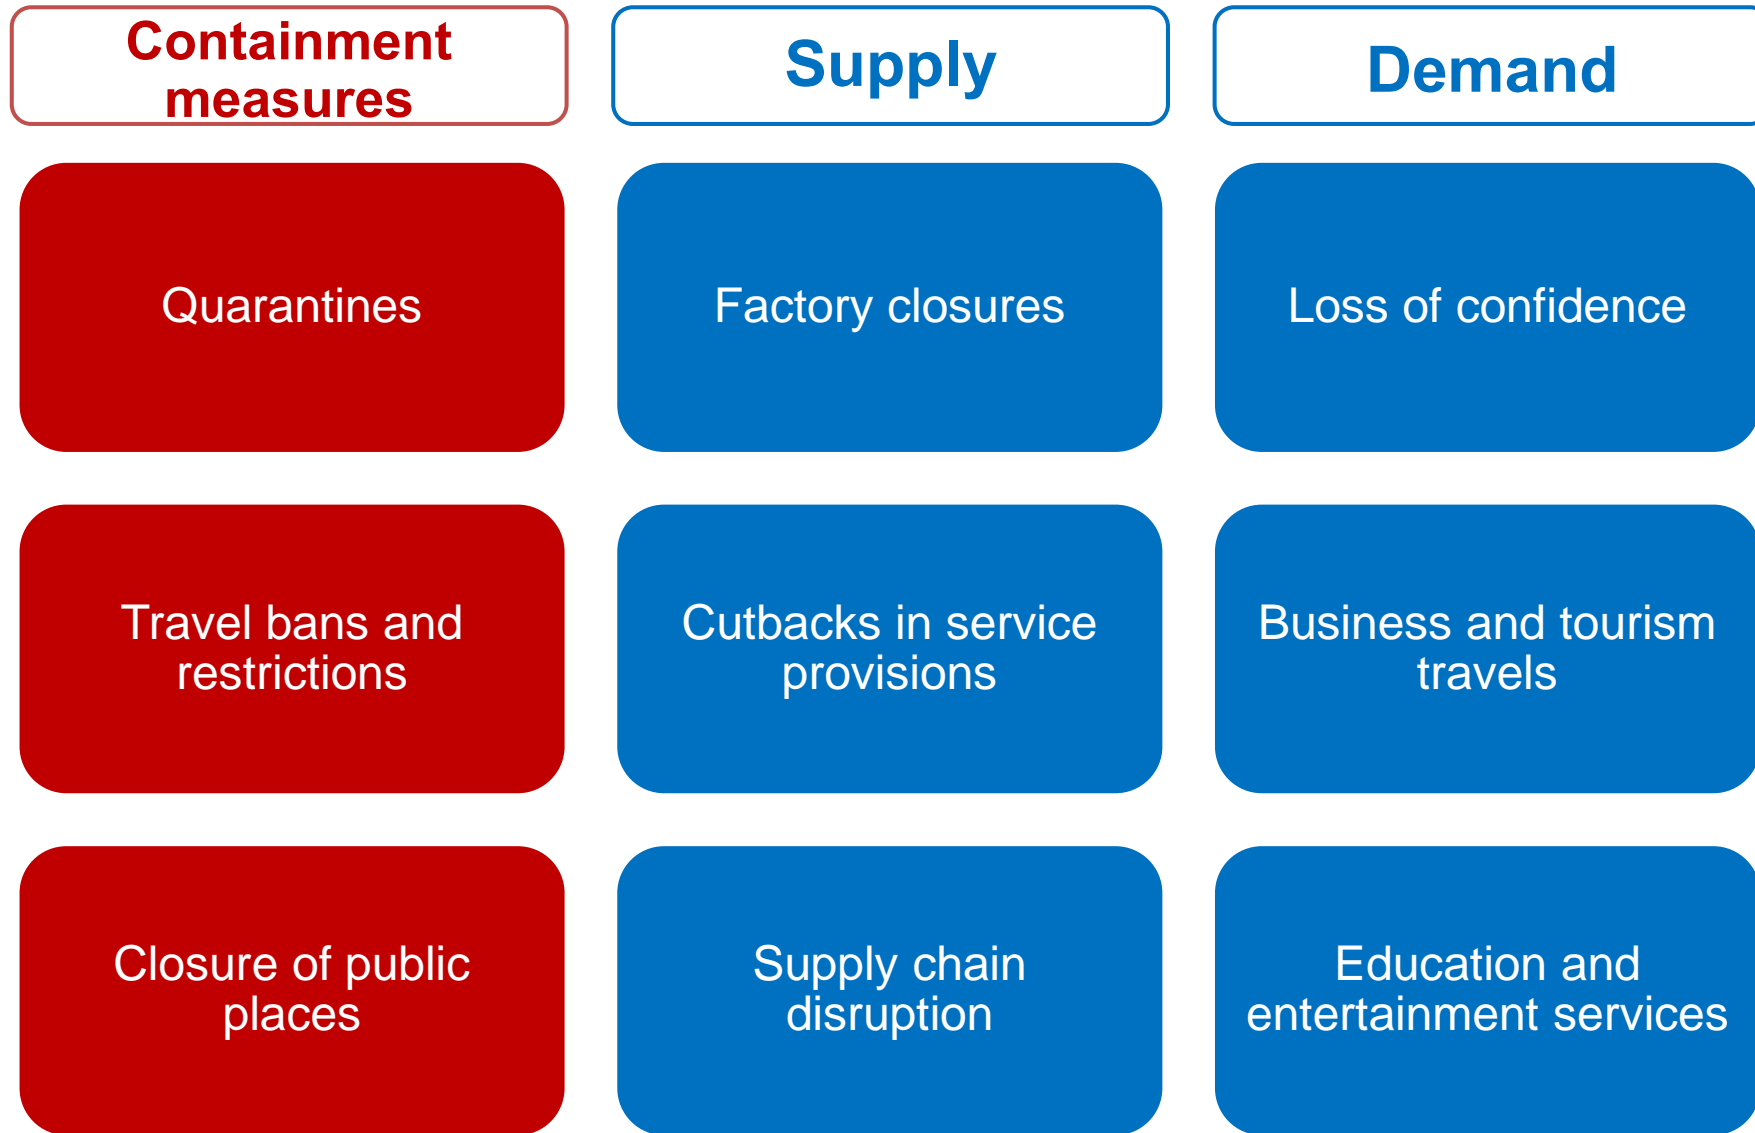 Containment
measures
Supply
Demand
Quarantines
Factory closures
Loss of confidence
Travel bans and
restrictions
Cutbacks in service
provisions
Business and tourism
travels
Closure of public
places
Supply chain
disruption
Education and
entertainment services